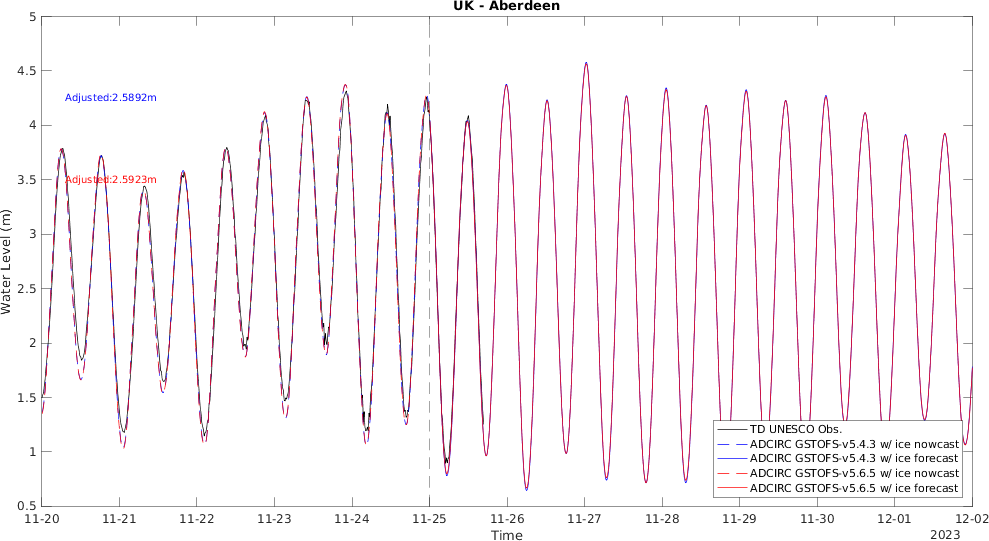 UK - Aberdeen
5
4.5
4
3.5
3
2.5
2
1.5
1
0.5
Water Level (m)
Adjusted:2.5892m
Adjusted:2.5923m
TD UNESCO Obs.
ADCIRC GSTOFS-v5.4.3 w/ ice nowcast
ADCIRC GSTOFS-v5.4.3 w/ ice forecast
ADCIRC GSTOFS-v5.6.5 w/ ice nowcast
ADCIRC GSTOFS-v5.6.5 w/ ice forecast
11-20 11-21 11-22 11-23 11-24 11-25 11-26 11-27 11-28 11-29 11-30 12-01 12-02
Time
2023